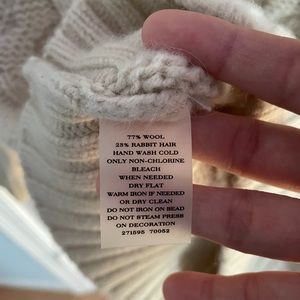 77% WOOL
23% RABBIT HAIR
HAND WASH COLD
ONLY NON-CHLORINE
BLEACH
WHEN NEEDED
DRY FLAT
WARM IRON IF NEEDED
OR DRY CLEAN
DO NOT IRON ON BEAD
DO NOT STEAM PRESS
ON DECORATION
271595 70052